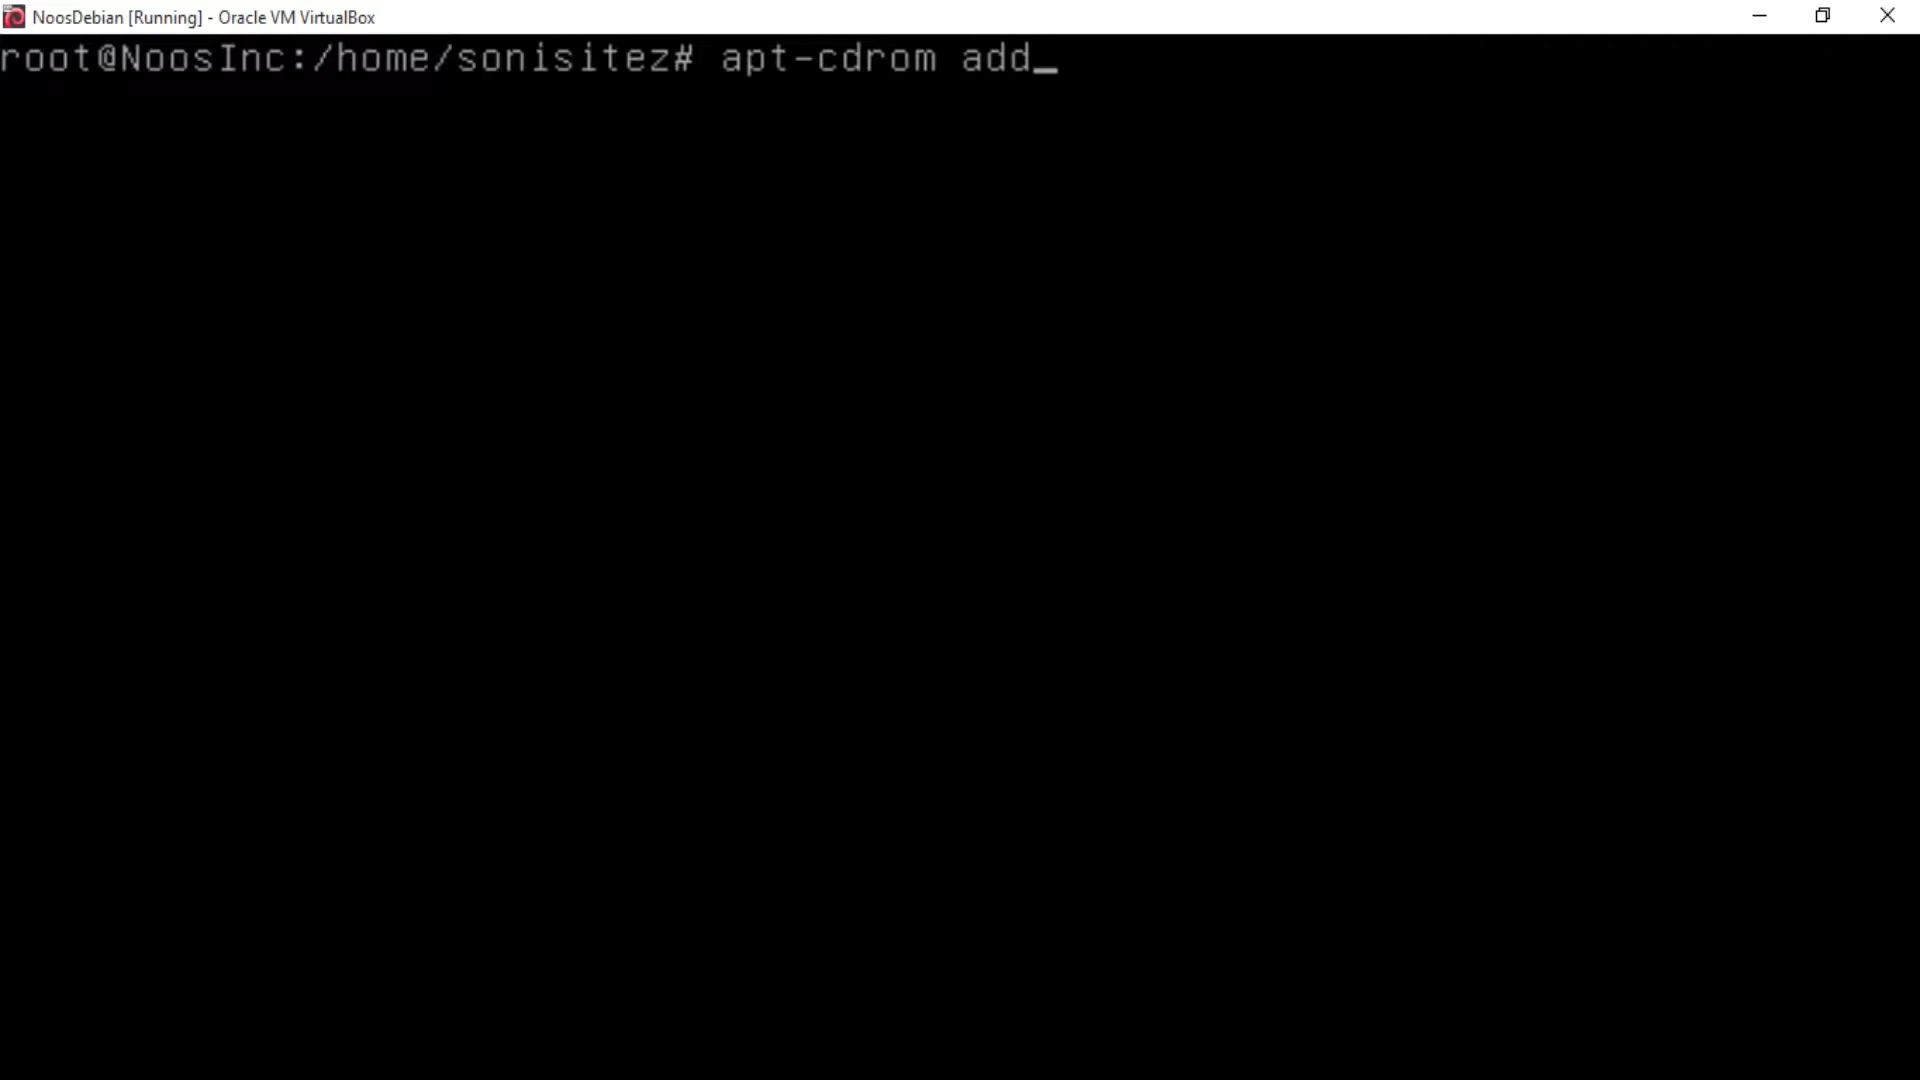 NoosDebian [Running] - Oracle VM VirtualBox
root@NoosInc:/home/sonisitez# apt-cdrom add_